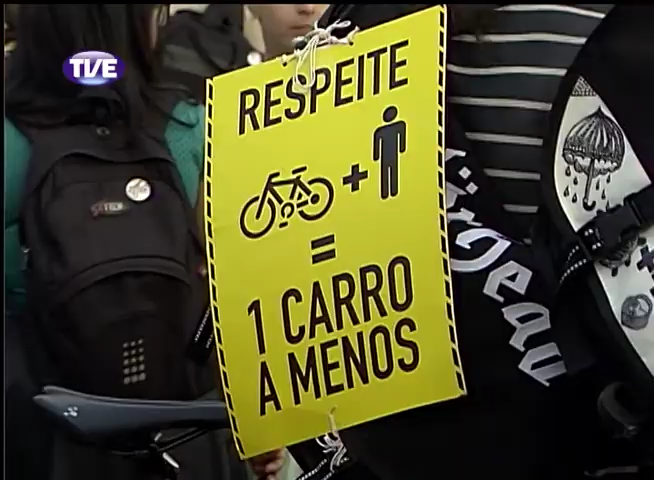 TVE
RESPEITE
+
=
1 CARRO
A MENOS